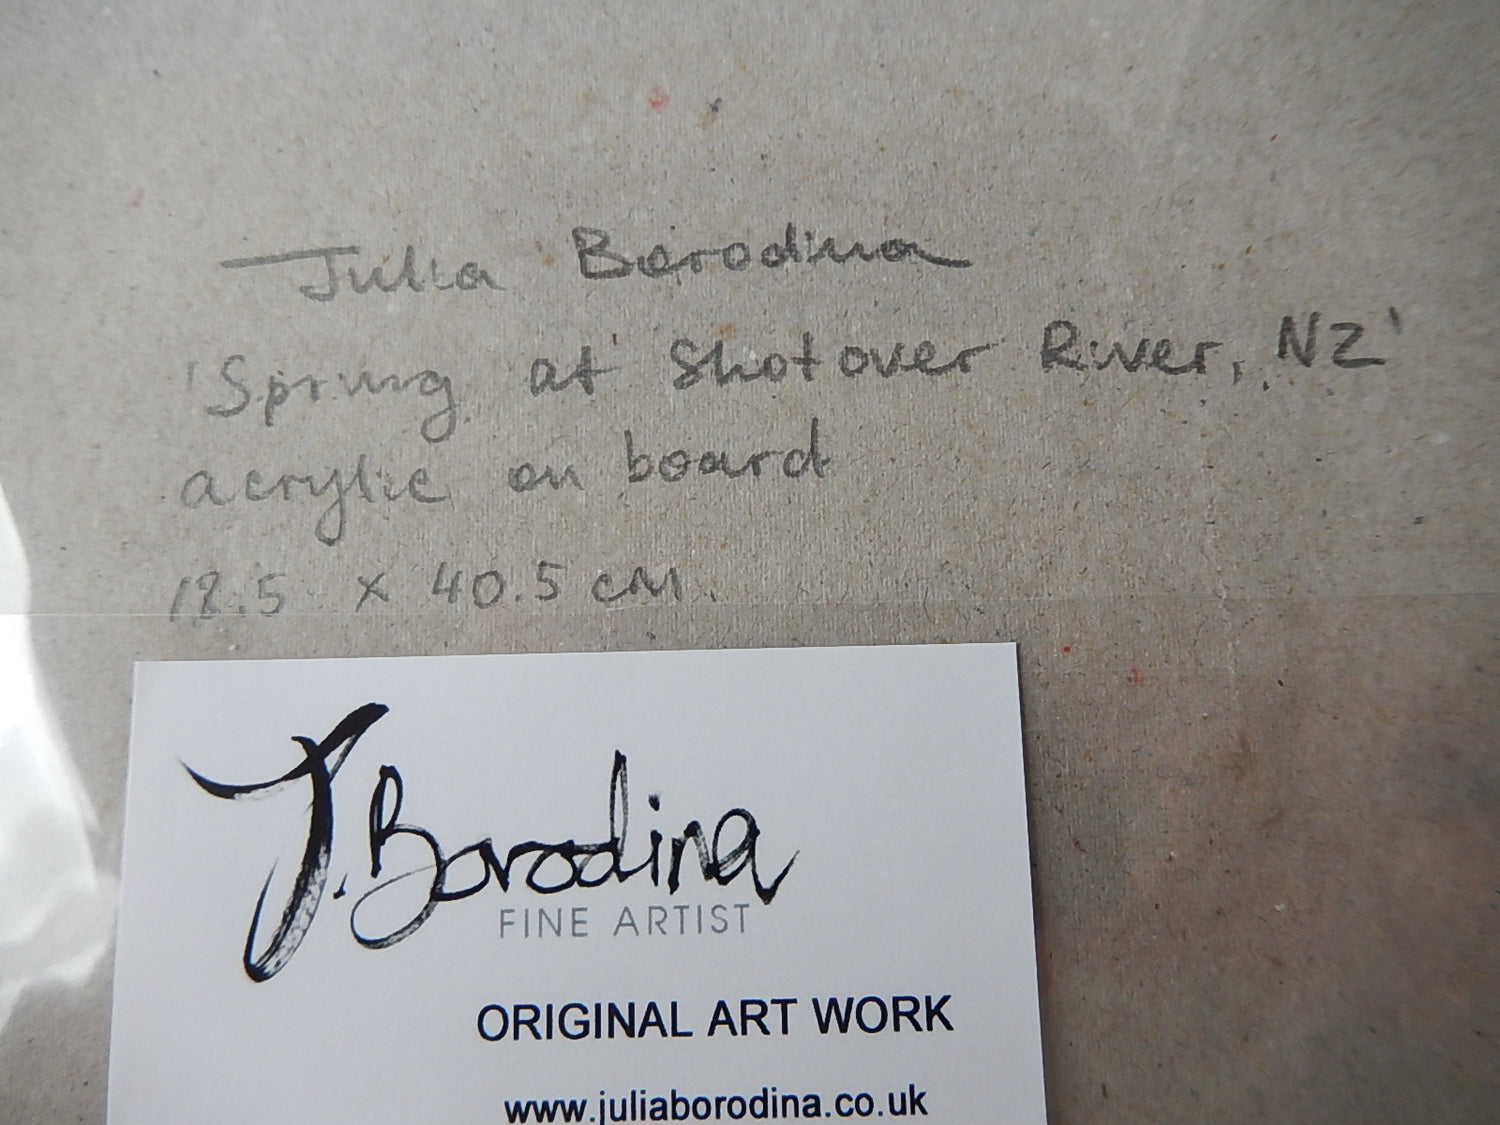 Julia Borodina
'Spring at Shotover River, NZ'
acrylic on board
18.5 x 40.5 cm.
J. Borodina
FINE ARTIST
ORIGINAL ART WORK
www.juliaborodina.co.uk